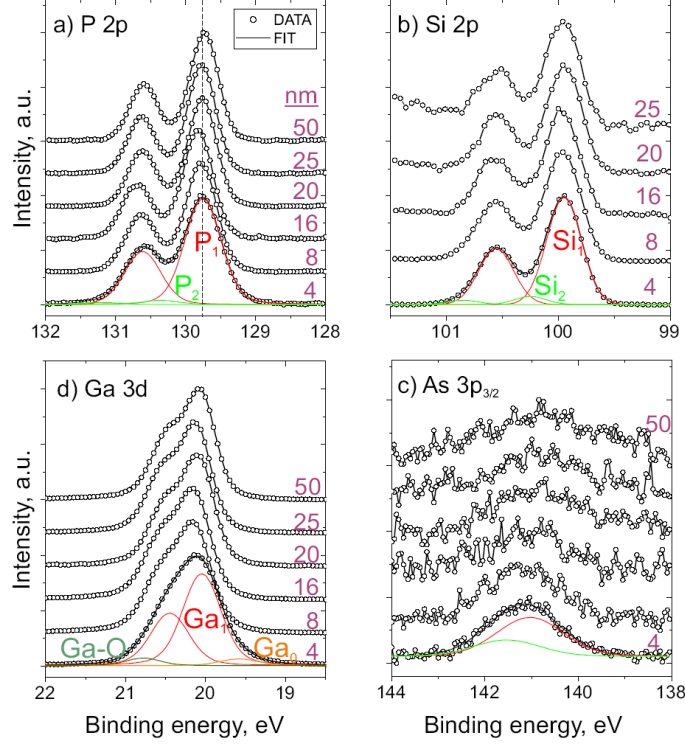 a) P 2p
DATA
FIT
nm
50
25
20
16
8
4
P1
P2
132 131 130 129 128
Intensity, a.u.
b) Si 2p
25
20
16
8
4
Si1
Si2
101 100 99
d) Ga 3d
50
25
20
16
8
4
Ga1
Ga-O
Ga0
22 21 20 19
Intensity, a.u.
Binding energy, eV
c) As 3p3/2
50
4
144 142 140 138
Binding energy, eV